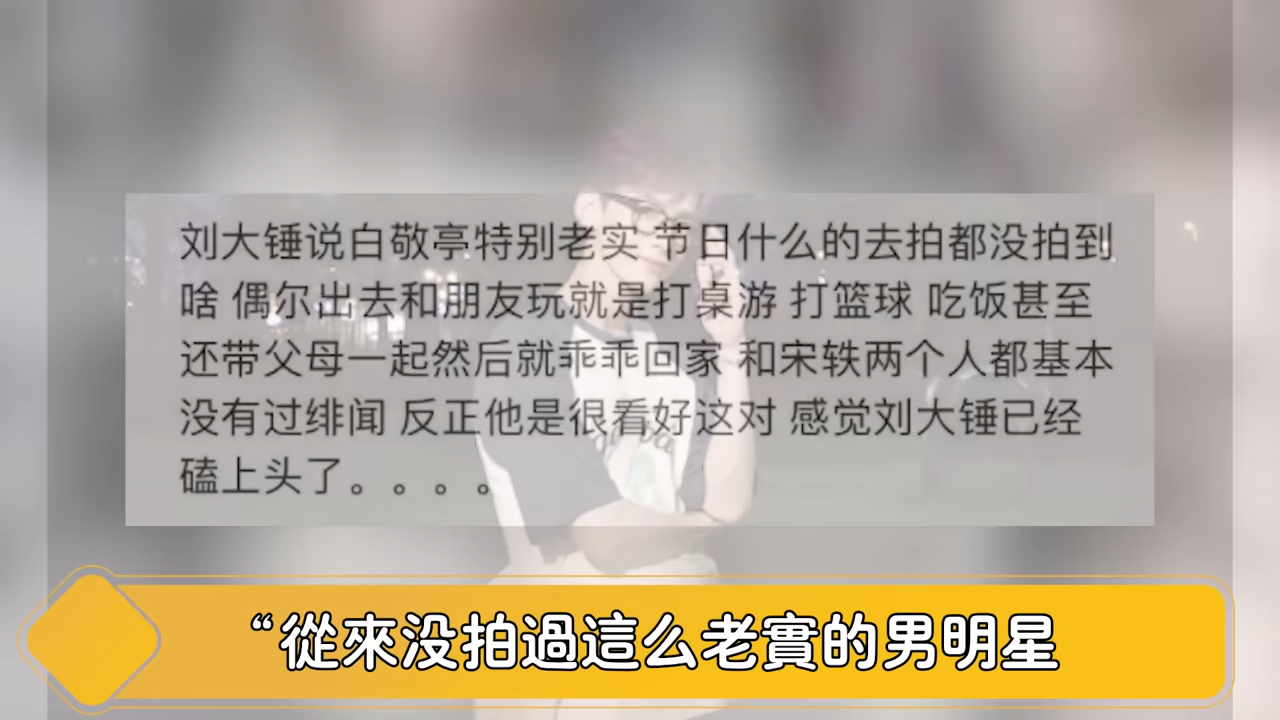 刘大锤说白敬亭特别老实 节日什么的去拍都没拍到
啥 偶尔出去和朋友玩就是打桌游 打篮球 吃饭甚至
还带父母一起然后就乖乖回家 和宋轶两个人都基本
没有过绯闻 反正他是很看好这对 感觉刘大锤已经
磕上头了。。。。
“從來没拍過這么老實的男明星